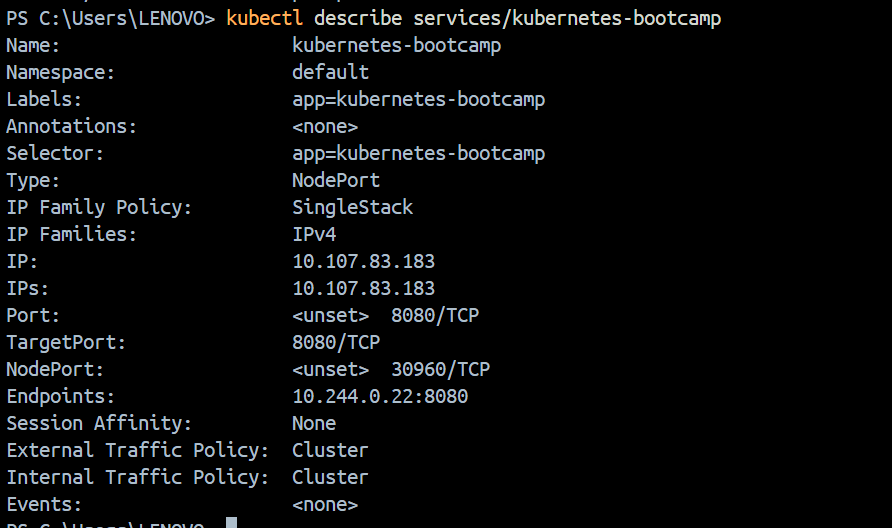 PS C:\Users\LENOVO> kubectl describe services/kubernetes-bootcamp
Name:                     kubernetes-bootcamp
Namespace:                default
Labels:                   app=kubernetes-bootcamp
Annotations:              <none>
Selector:                 app=kubernetes-bootcamp
Type:                     NodePort
IP Family Policy:         SingleStack
IP Families:              IPv4
IP:                       10.107.83.183
IPs:                      10.107.83.183
Port:                     <unset>  8080/TCP
TargetPort:               8080/TCP
NodePort:                 <unset>  30960/TCP
Endpoints:                10.244.0.22:8080
Session Affinity:         None
External Traffic Policy:  Cluster
Internal Traffic Policy:  Cluster
Events:                   <none>
PS C:\Users\LENOVO>